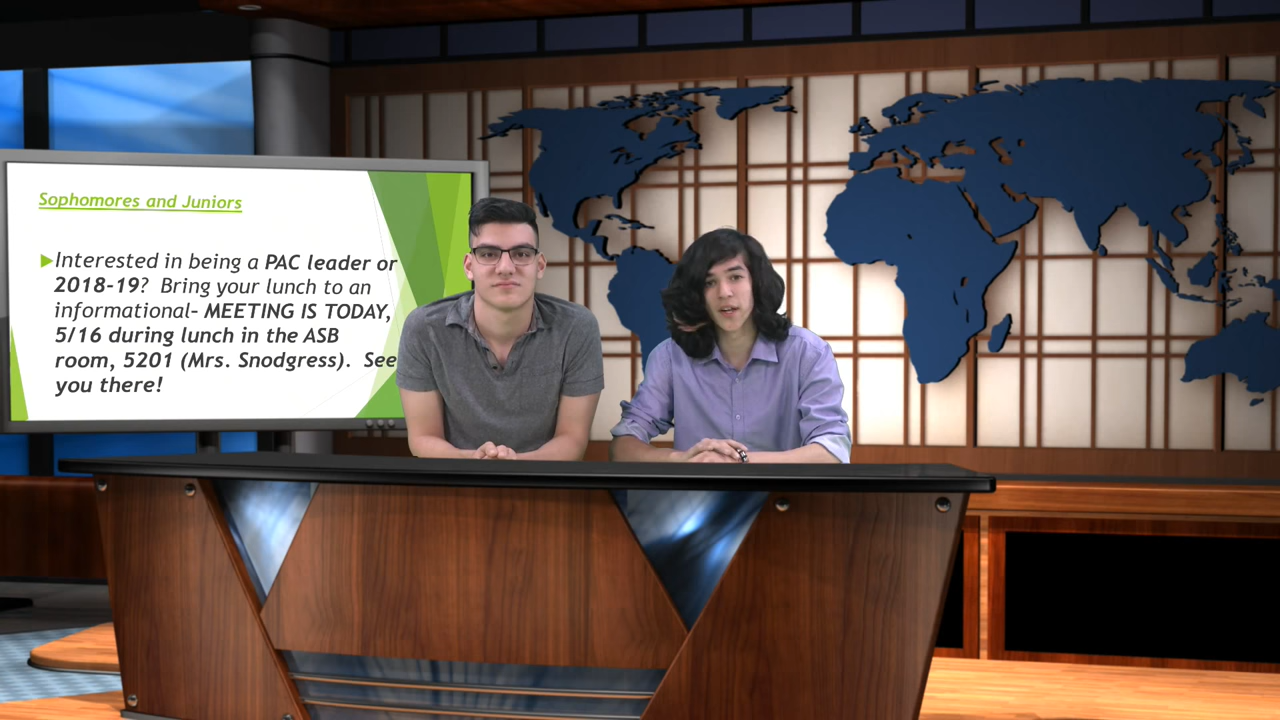 Sophomores and Juniors
Interested in being a PAC leader or
2018-19? Bring your lunch to an
informational- MEETING IS TODAY,
5/16 during lunch in the ASB
room, 5201 (Mrs. Snodgress). See
you there!